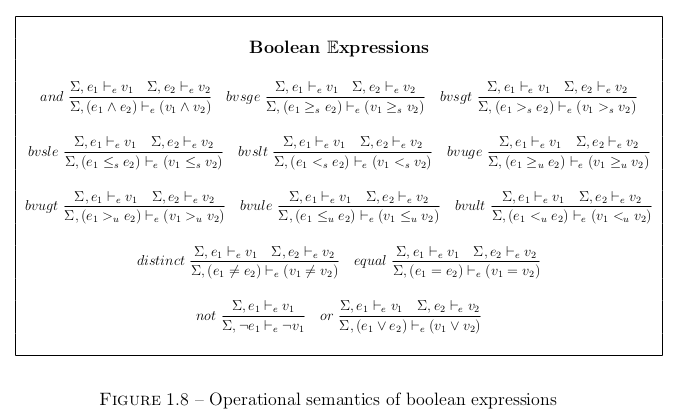 Boolean 𝔼xpressions
and Σ, e₁ ⊢ₑ v₁ Σ, e₂ ⊢ₑ v₂ bvsge Σ, e₁ ⊢ₑ v₁ Σ, e₂ ⊢ₑ v₂ bvsgt Σ, e₁ ⊢ₑ v₁ Σ, e₂ ⊢ₑ v₂
Σ, (e₁ ∧ e₂) ⊢ₑ (v₁ ∧ v₂) Σ, (e₁ ≥ₛ e₂) ⊢ₑ (v₁ ≥ₛ v₂) Σ, (e₁ >ₛ e₂) ⊢ₑ (v₁ >ₛ v₂)
bvsle Σ, e₁ ⊢ₑ v₁ Σ, e₂ ⊢ₑ v₂ bvslt Σ, e₁ ⊢ₑ v₁ Σ, e₂ ⊢ₑ v₂ bvuge Σ, e₁ ⊢ₑ v₁ Σ, e₂ ⊢ₑ v₂
Σ, (e₁ ≤ₛ e₂) ⊢ₑ (v₁ ≤ₛ v₂) Σ, (e₁ <ₛ e₂) ⊢ₑ (v₁ <ₛ v₂) Σ, (e₁ ≥ᵤ e₂) ⊢ₑ (v₁ ≥ᵤ v₂)
bvugt Σ, e₁ ⊢ₑ v₁ Σ, e₂ ⊢ₑ v₂ bvule Σ, e₁ ⊢ₑ v₁ Σ, e₂ ⊢ₑ v₂ bvult Σ, e₁ ⊢ₑ v₁ Σ, e₂ ⊢ₑ v₂
Σ, (e₁ >ᵤ e₂) ⊢ₑ (v₁ >ᵤ v₂) Σ, (e₁ ≤ᵤ e₂) ⊢ₑ (v₁ ≤ᵤ v₂) Σ, (e₁ <ᵤ e₂) ⊢ₑ (v₁ <ᵤ v₂)
distinct Σ, e₁ ⊢ₑ v₁ Σ, e₂ ⊢ₑ v₂ equal Σ, e₁ ⊢ₑ v₁ Σ, e₂ ⊢ₑ v₂
Σ, (e₁ ≠ e₂) ⊢ₑ (v₁ ≠ v₂) Σ, (e₁ = e₂) ⊢ₑ (v₁ = v₂)
not Σ, e₁ ⊢ₑ v₁ or Σ, e₁ ⊢ₑ v₁ Σ, e₂ ⊢ₑ v₂
Σ, ¬e₁ ⊢ₑ ¬v₁ Σ, (e₁ ∨ e₂) ⊢ₑ (v₁ ∨ v₂)
FIGURE 1.8 – Operational semantics of boolean expressions